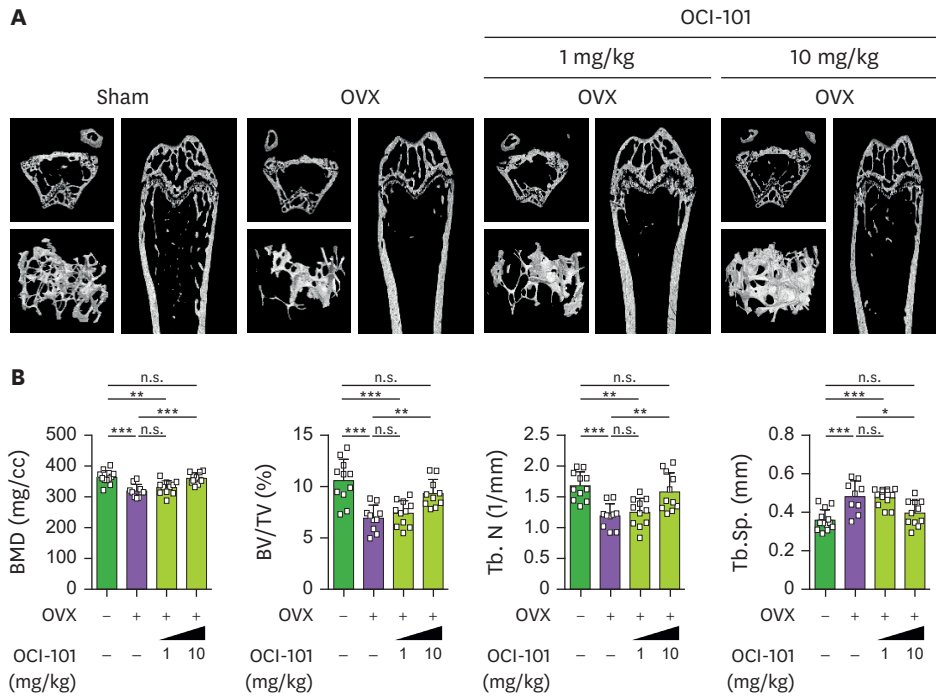 A
OCI-101
1 mg/kg 10 mg/kg
Sham OVX OVX OVX
B
n.s.
**
***
*** n.s.
500
400
300
200
100
0
BMD (mg/cc)
n.s.
***
**
*** n.s.
15
10
5
0
BV/TV (%)
n.s.
**
**
*** n.s.
2.5
2.0
1.5
1.0
0.5
0
Tb. N (1/mm)
n.s.
***
*
*** n.s.
0.8
0.6
0.4
0.2
0
Tb.Sp. (mm)
OVX − + + +
OCI-101 − − 1 10
(mg/kg)
OVX − + + +
OCI-101 − − 1 10
(mg/kg)
OVX − + + +
OCI-101 − − 1 10
(mg/kg)
OVX − + + +
OCI-101 − − 1 10
(mg/kg)